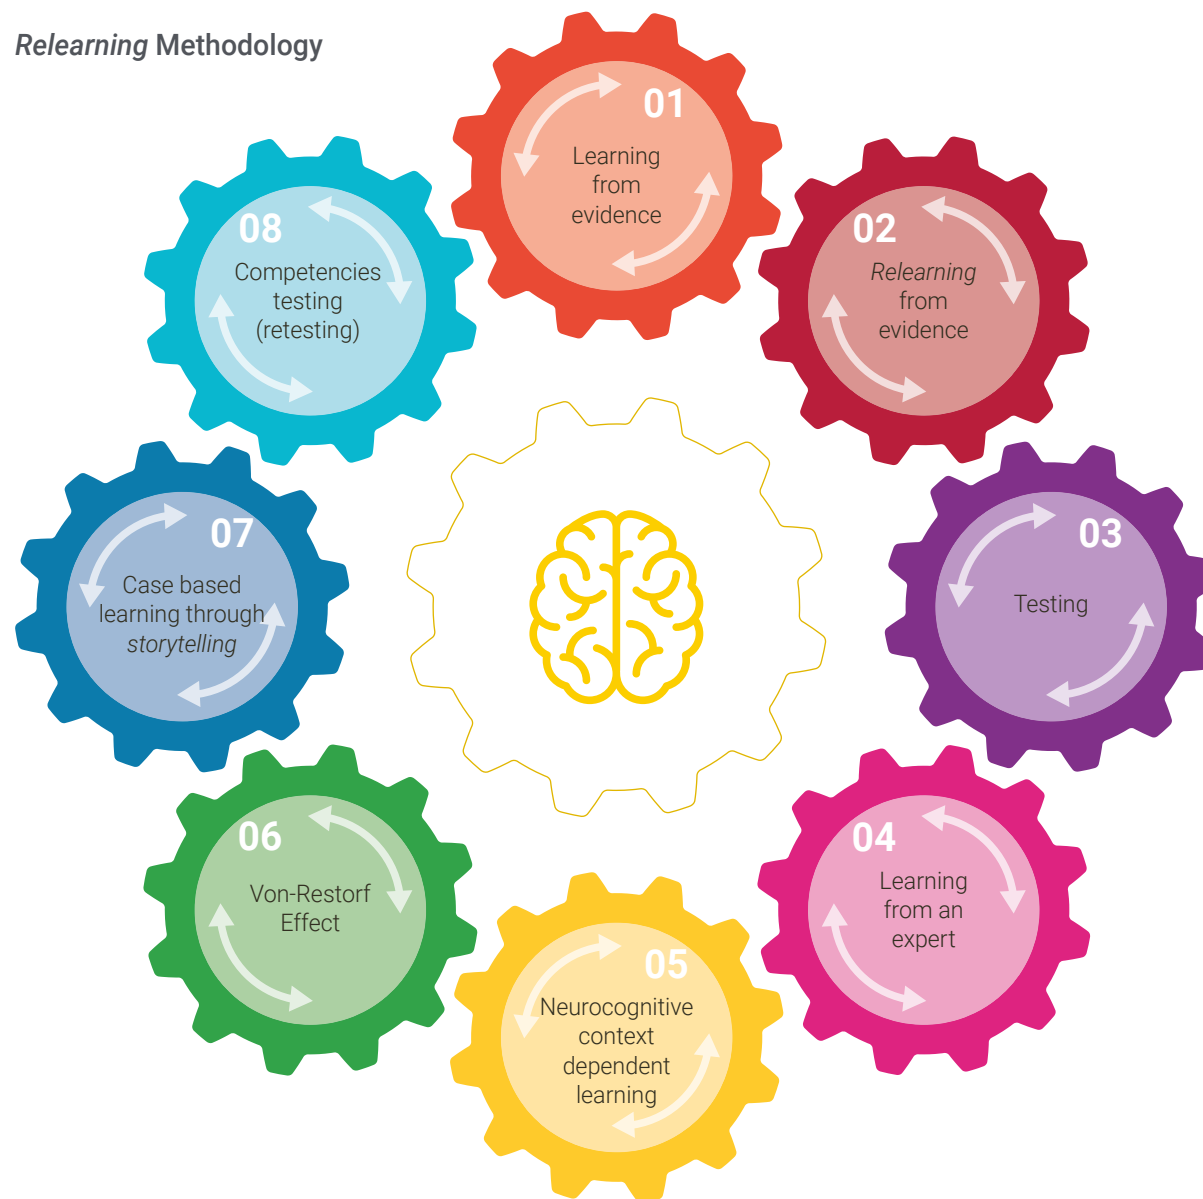 Relearning Methodology
01
Learning
from
evidence
02
Relearning
from
evidence
03
Testing
04
Learning
from an
expert
05
Neurocognitive
context
dependent
learning
06
Von-Restorf
Effect
07
Case based
learning through
storytelling
08
Competencies
testing
(retesting)